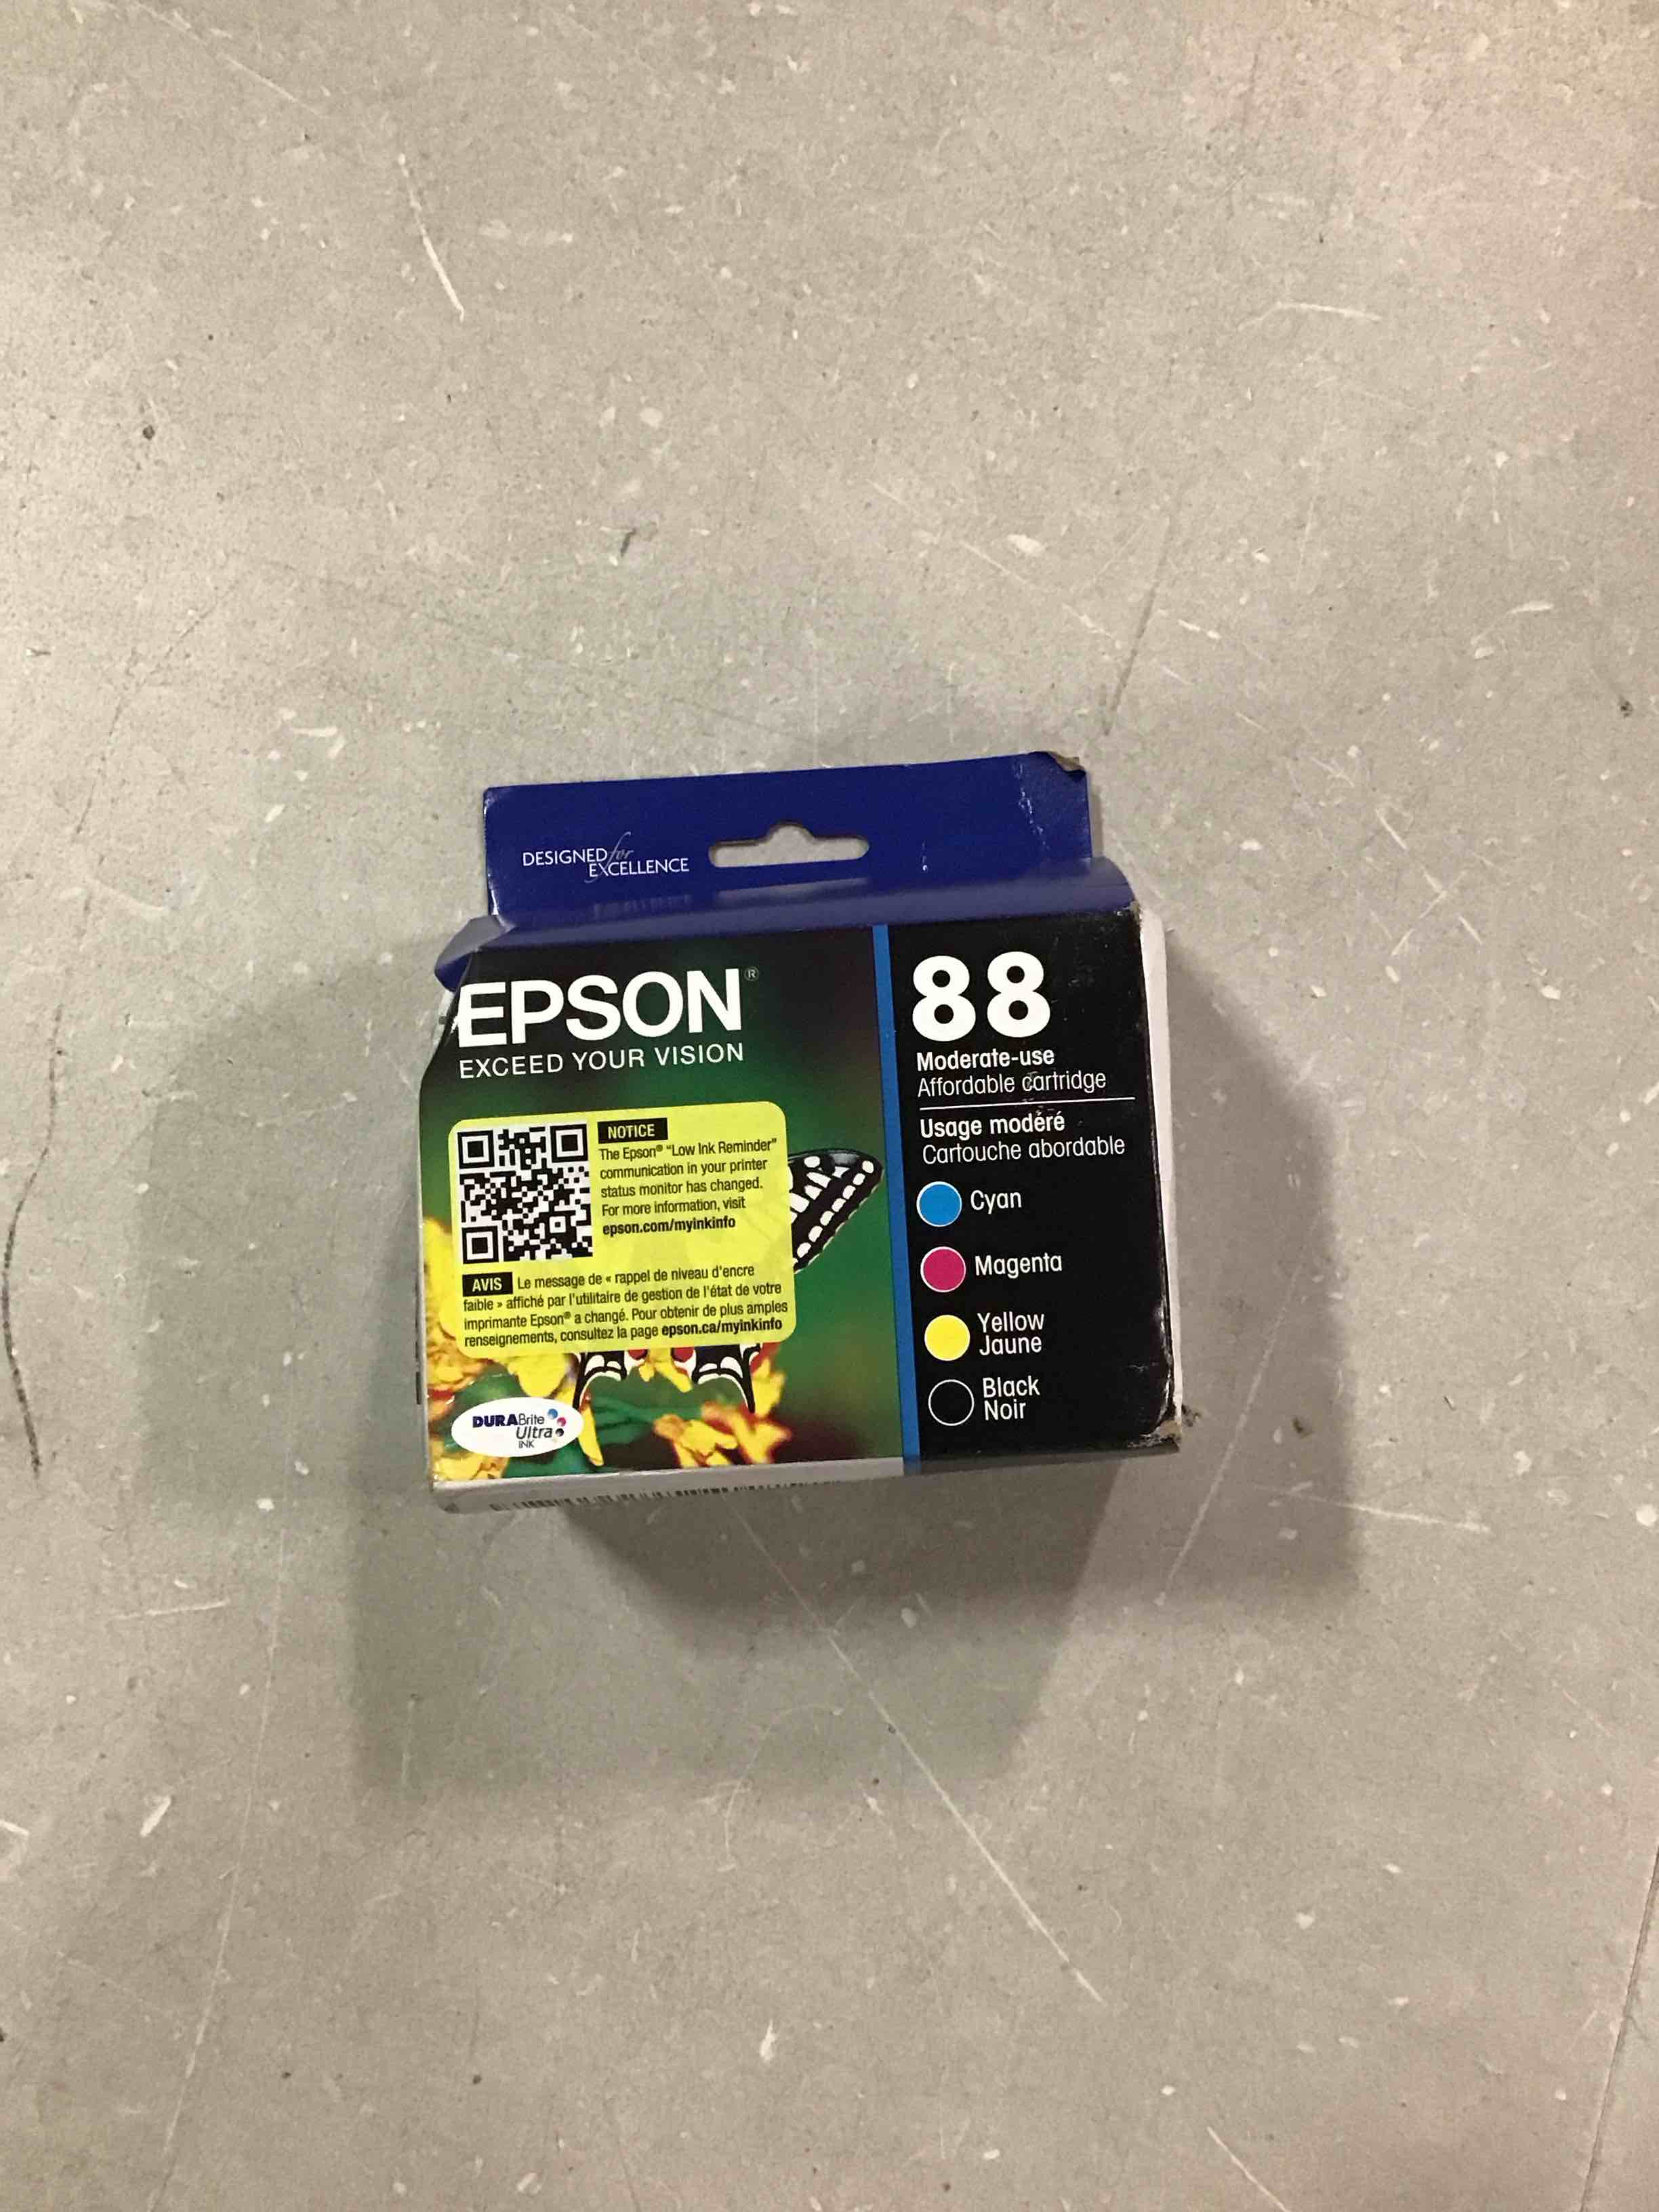 DESIGNED for
EXCELLENCE
EPSON®
EXCEED YOUR VISION
NOTICE
The Epson® "Low Ink Reminder"
communication in your printer
status monitor has changed.
For more information, visit
epson.com/myinkinfo
AVIS Le message de « rappel de niveau d'encre
faible » affiché par l'utilitaire de gestion de l'état de votre
imprimante Epson® a changé. Pour obtenir de plus amples
renseignements, consultez la page epson.ca/myinkinfo
DURABrite
Ultra
INK
88
Moderate-use
Affordable cartridge
Usage modéré
Cartouche abordable
Cyan
Magenta
Yellow
Jaune
Black
Noir